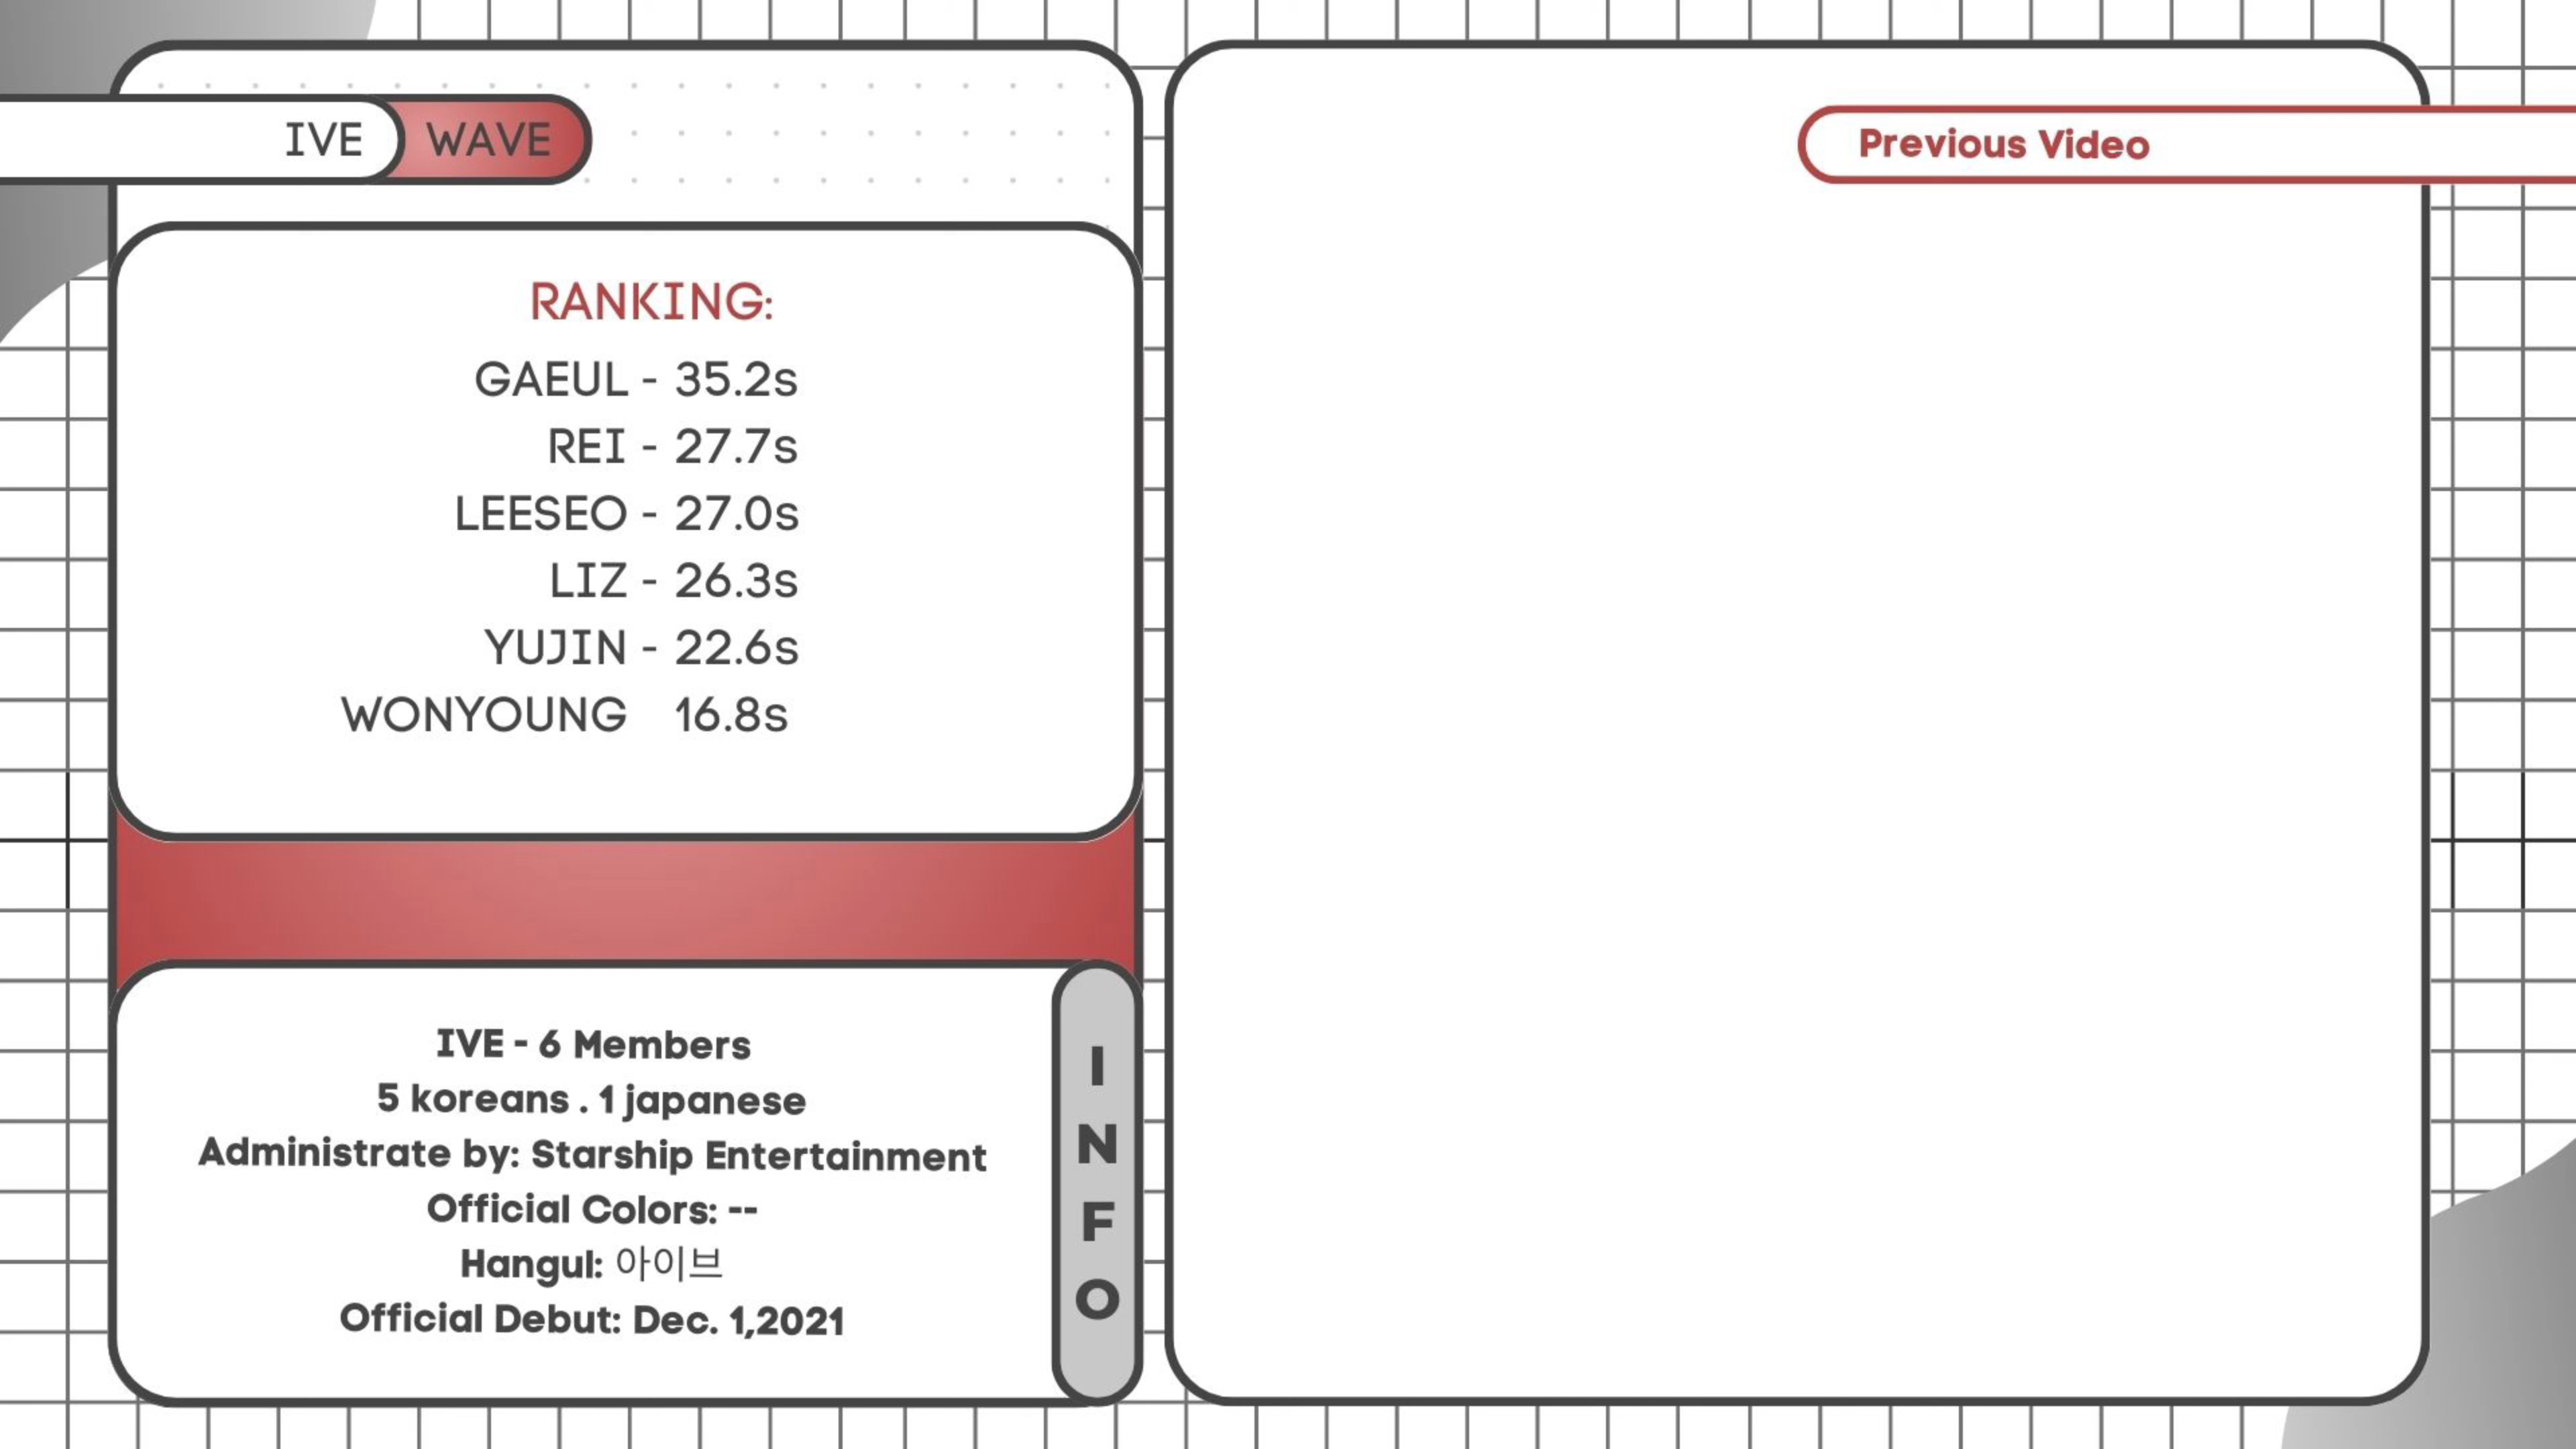 IVE WAVE
RANKING:
GAEUL - 35.2s
REI - 27.7s
LEESEO - 27.0s
LIZ - 26.3s
YUJIN - 22.6s
WONYOUNG 16.8s
IVE - 6 Members
5 koreans . 1 japanese
Administrate by: Starship Entertainment
Official Colors: --
Hangul: 아이브
Official Debut: Dec. 1,2021
INFO
Previous Video